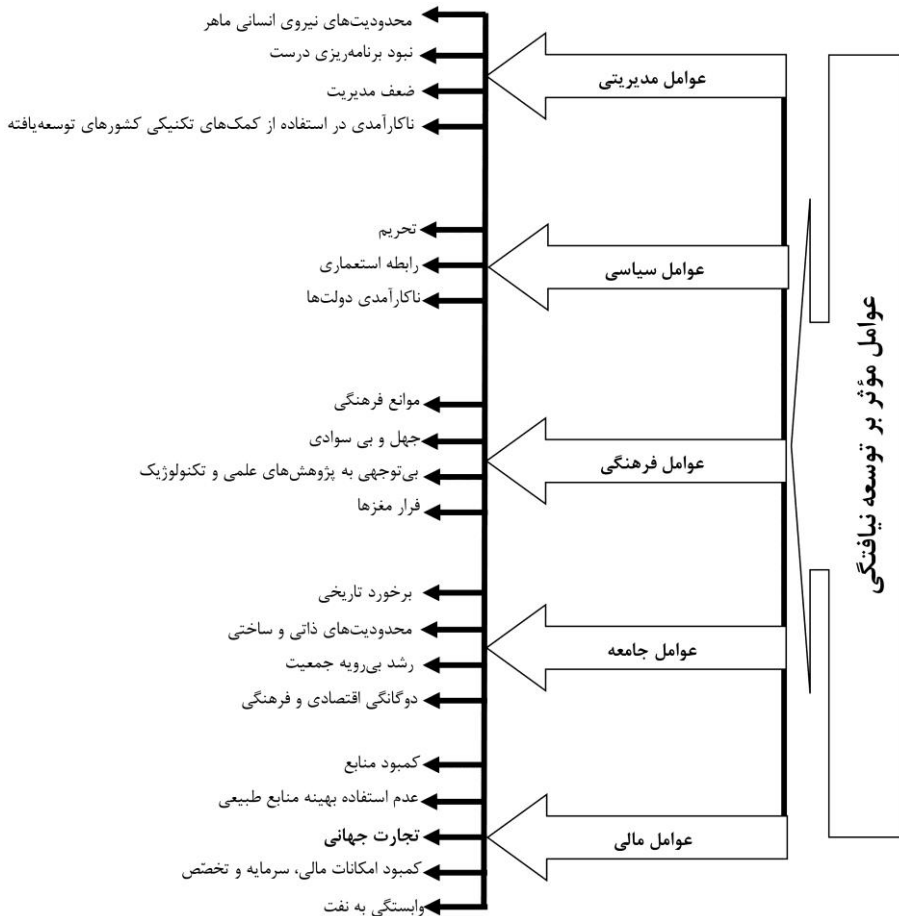 عوامل مؤثر بر توسعه نیافتگی
عوامل مدیریتی
محدودیت‌های نیروی انسانی ماهر
نبود برنامه‌ریزی درست
ضعف مدیریت
ناکارآمدی در استفاده از کمک‌های تکنیکی کشورهای توسعه‌یافته
عوامل سیاسی
تحریم
رابطه استعماری
ناکارآمدی دولت‌ها
عوامل فرهنگی
موانع فرهنگی
جهل و بی سوادی
بی‌توجهی به پژوهش‌های علمی و تکنولوژیک
فرار مغزها
عوامل جامعه
برخورد تاریخی
محدودیت‌های ذاتی و ساختی
رشد بی‌رویه جمعیت
دوگانگی اقتصادی و فرهنگی
عوامل مالی
کمبود منابع
عدم استفاده بهینه منابع طبیعی
تجارت جهانی
کمبود امکانات مالی، سرمایه و تخصّص
وابستگی به نفت